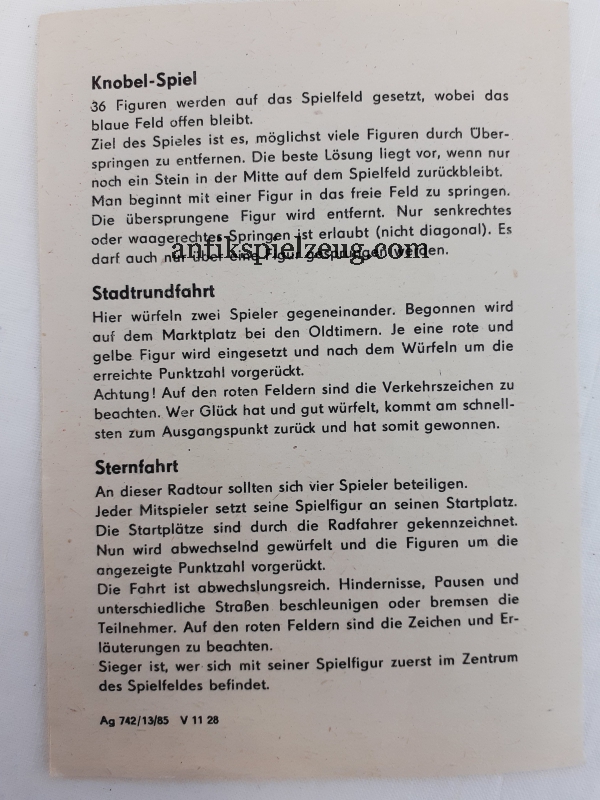 Knobel-Spiel
36 Figuren werden auf das Spielfeld gesetzt, wobei das
blaue Feld offen bleibt.
Ziel des Spieles ist es, möglichst viele Figuren durch Über-
springen zu entfernen. Die beste Lösung liegt vor, wenn nur
noch ein Stein in der Mitte auf dem Spielfeld zurückbleibt.
Man beginnt mit einer Figur in das freie Feld zu springen.
Die übersprungene Figur wird entfernt. Nur senkrechtes
oder waagerechtes Springen ist erlaubt (nicht diagonal). Es
antikspielzeug.com
darf auch nur über eine Figur gesprungen werden.
Stadtrundfahrt
Hier würfeln zwei Spieler gegeneinander. Begonnen wird
auf dem Marktplatz bei den Oldtimern. Je eine rote und
gelbe Figur wird eingesetzt und nach dem Würfeln um die
erreichte Punktzahl vorgerückt.
Achtung! Auf den roten Feldern sind die Verkehrszeichen zu
beachten. Wer Glück hat und gut würfelt, kommt am schnell-
sten zum Ausgangspunkt zurück und hat somit gewonnen.
Sternfahrt
An dieser Radtour sollten sich vier Spieler beteiligen.
Jeder Mitspieler setzt seine Spielfigur an seinen Startplatz.
Die Startplätze sind durch die Radfahrer gekennzeichnet.
Nun wird abwechselnd gewürfelt und die Figuren um die
angezeigte Punktzahl vorgerückt.
Die Fahrt ist abwechslungsreich. Hindernisse, Pausen und
unterschiedliche Straßen beschleunigen oder bremsen die
Teilnehmer. Auf den roten Feldern sind die Zeichen und Er-
läuterungen zu beachten.
Sieger ist, wer sich mit seiner Spielfigur zuerst im Zentrum
des Spielfeldes befindet.
Ag 742/13/85 V 11 28